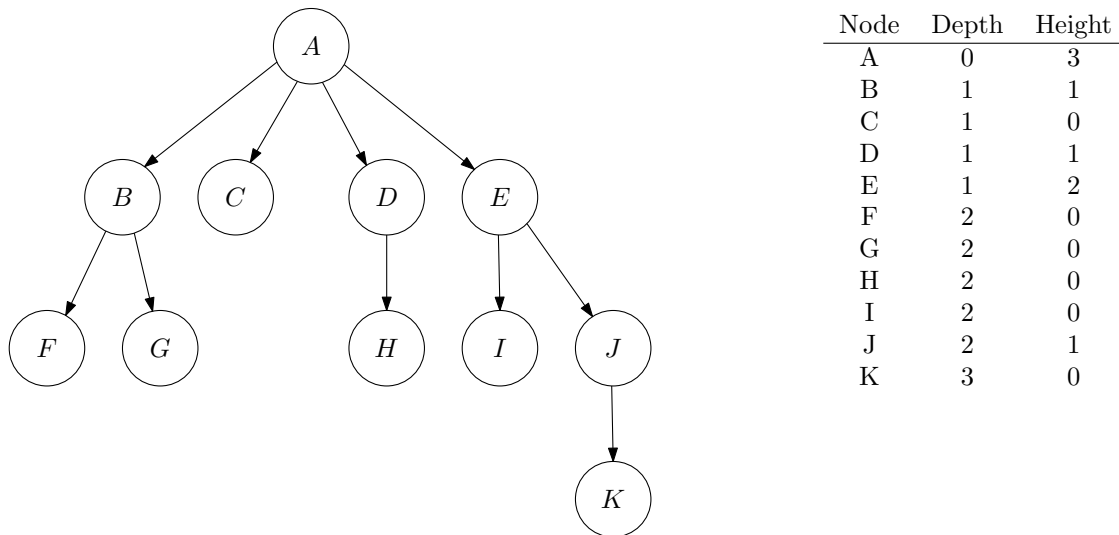 A
B C D E
F G H I J
K
Node Depth Height
A 0 3
B 1 1
C 1 0
D 1 1
E 1 2
F 2 0
G 2 0
H 2 0
I 2 0
J 2 1
K 3 0